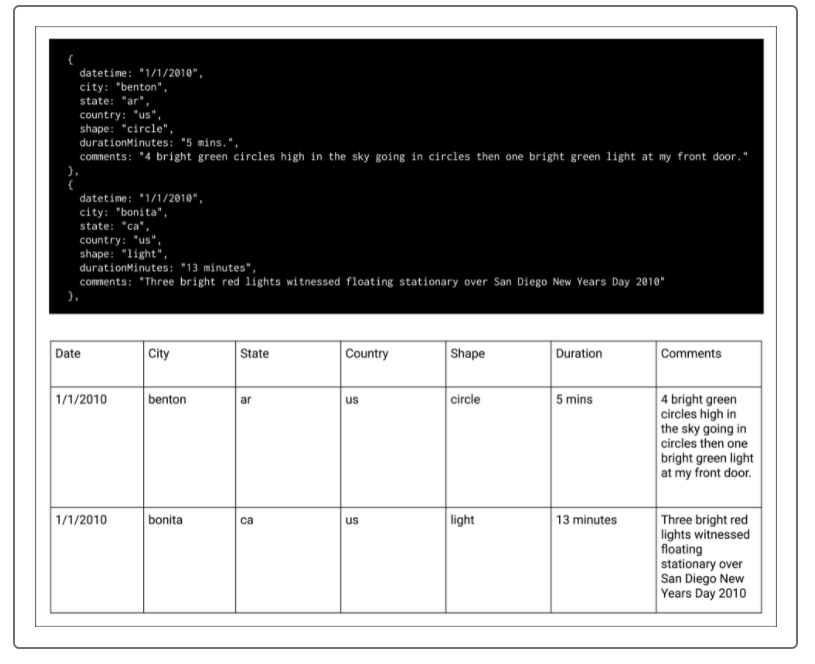 {
datetime: "1/1/2010",
city: "benton",
state: "ar",
country: "us",
shape: "circle",
durationMinutes: "5 mins.",
comments: "4 bright green circles high in the sky going in circles then one bright green light at my front door."
},
{
datetime: "1/1/2010",
city: "bonita",
state: "ca",
country: "us",
shape: "light",
durationMinutes: "13 minutes",
comments: "Three bright red lights witnessed floating stationary over San Diego New Years Day 2010"
},
Date City State Country Shape Duration Comments
1/1/2010 benton ar us circle 5 mins 4 bright green
circles high in
the sky going in
circles then one
bright green light
at my front door.
1/1/2010 bonita ca us light 13 minutes Three bright red
lights witnessed
floating
stationary over
San Diego New
Years Day 2010